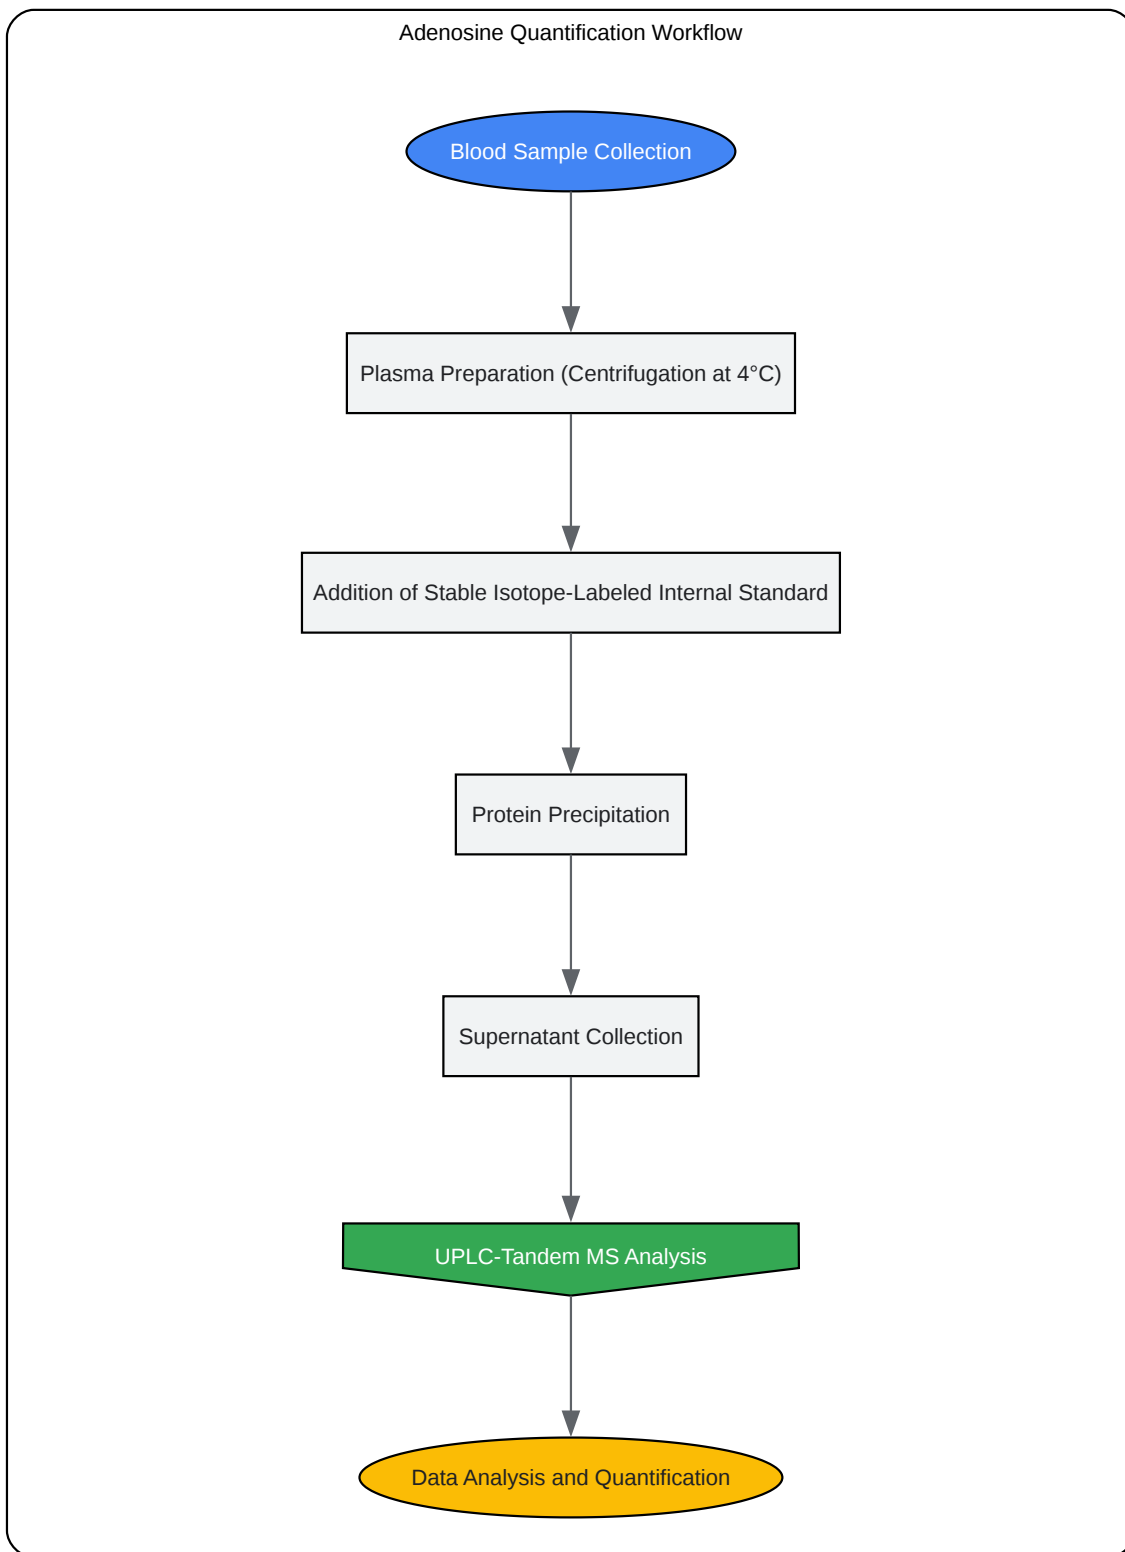 Adenosine Quantification Workflow
Blood Sample Collection
Plasma Preparation (Centrifugation at 4°C)
Addition of Stable Isotope-Labeled Internal Standard
Protein Precipitation
Supernatant Collection
UPLC-Tandem MS Analysis
Data Analysis and Quantification